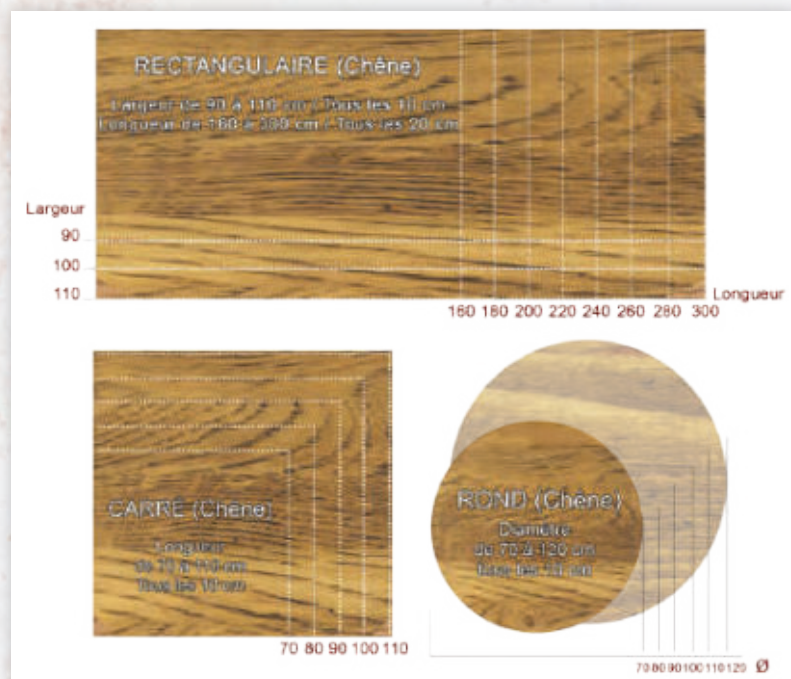 RECTANGULAIRE (Chêne)
Largeur de 90 à 110 cm / Tous les 10 cm
Longueur de 160 à 300 cm / Tous les 20 cm
Largeur
90
100
110
Longueur
160 180 200 220 240 260 280 300
CARRÉ (Chêne)
Longueur
de 70 à 110 cm
Tous les 10 cm
70 80 90 100 110
ROND (Chêne)
Diamètre
de 70 à 120 cm
tous les 10 cm
70 80 90 100 110 120 Ø